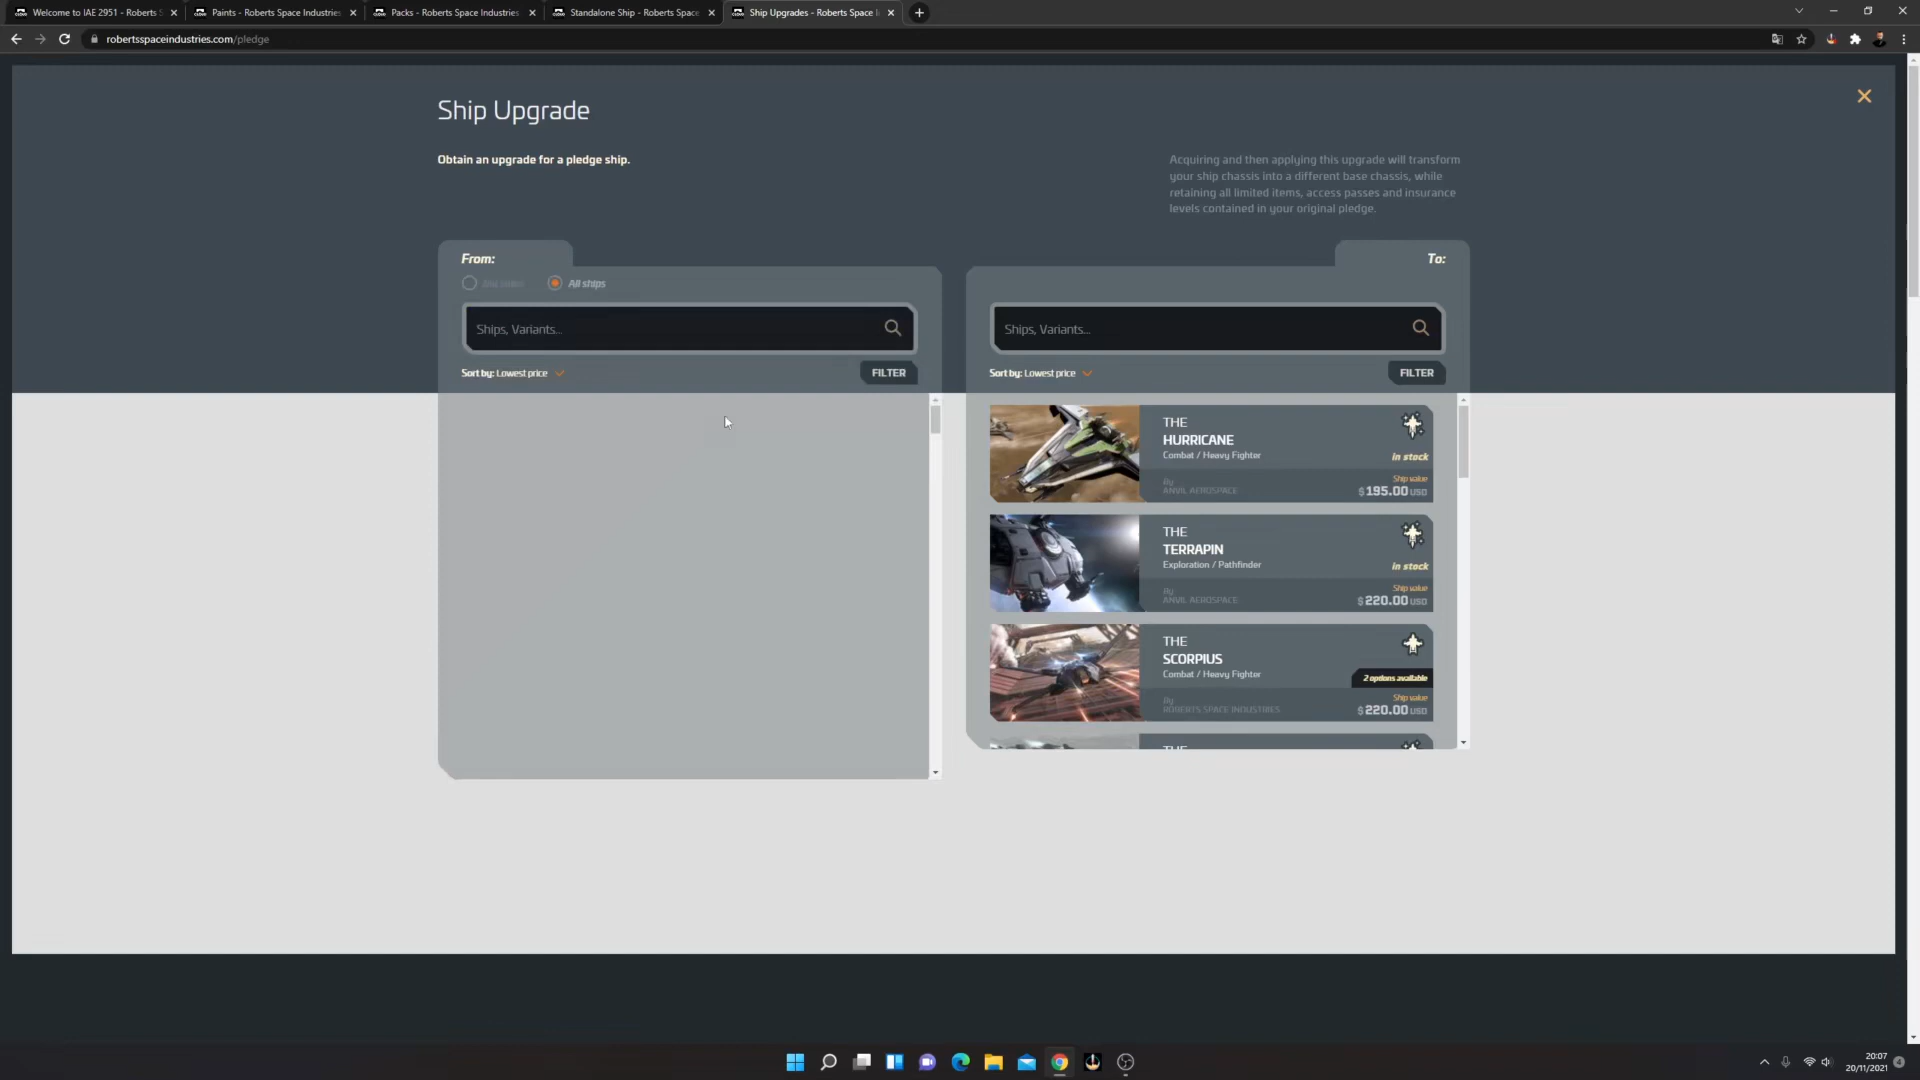 Welcome to IAE 2951 - Roberts S
Paints - Roberts Space Industries
Packs - Roberts Space Industries
Standalone Ship - Roberts Space
Ship Upgrades - Roberts Space I
robertsspaceindustries.com/pledge
Ship Upgrade
Obtain an upgrade for a pledge ship.
Acquiring and then applying this upgrade will transform
your ship chassis into a different base chassis, while
retaining all limited items, access passes and insurance
levels contained in your original pledge.
From:
All ships
Ships, Variants...
Sort by: Lowest price
FILTER
To:
Ships, Variants...
Sort by: Lowest price
FILTER
THE
HURRICANE
Combat / Heavy Fighter
in stock
By
ANVIL AEROSPACE
Ship value
$195.00 USD
THE
TERRAPIN
Exploration / Pathfinder
in stock
By
ANVIL AEROSPACE
Ship value
$220.00 USD
THE
SCORPIUS
Combat / Heavy Fighter
2 options available
By
ROBERTS SPACE INDUSTRIES
Ship value
$220.00 USD
THE
20:07
20/11/2021
4